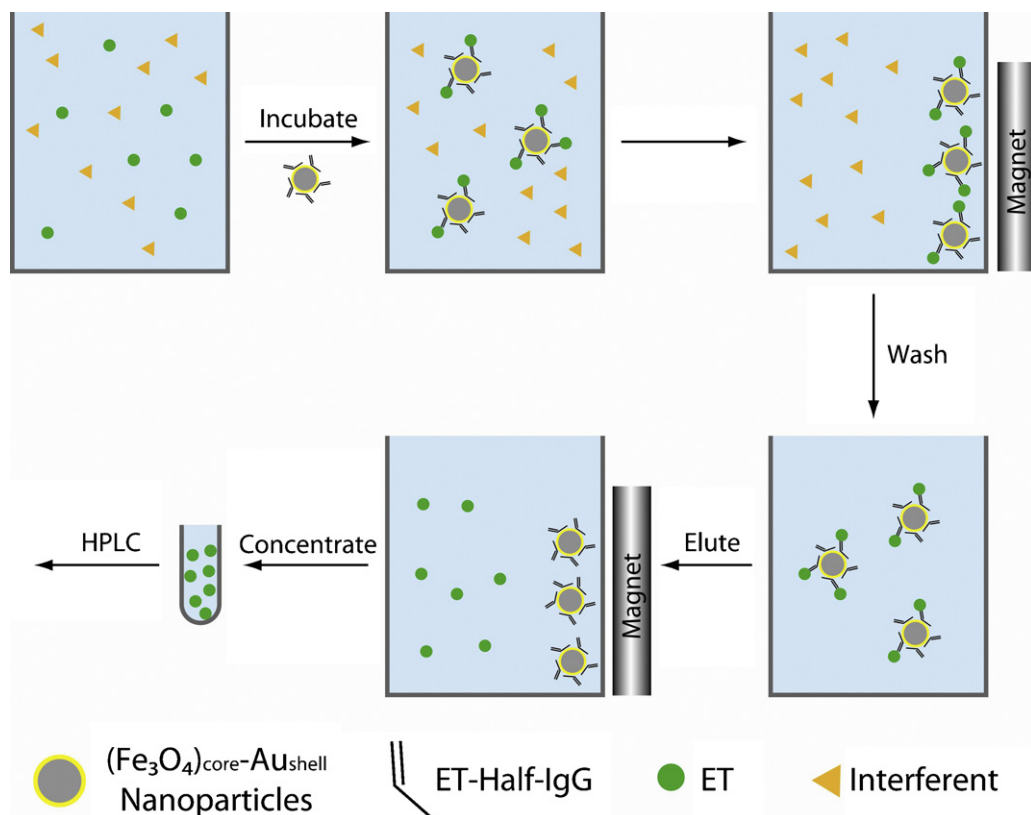 Incubate
Magnet
Wash
Elute
Magnet
Concentrate
HPLC
(Fe₃O₄)core-Aushell
Nanoparticles
ET-Half-IgG
ET
Interferent